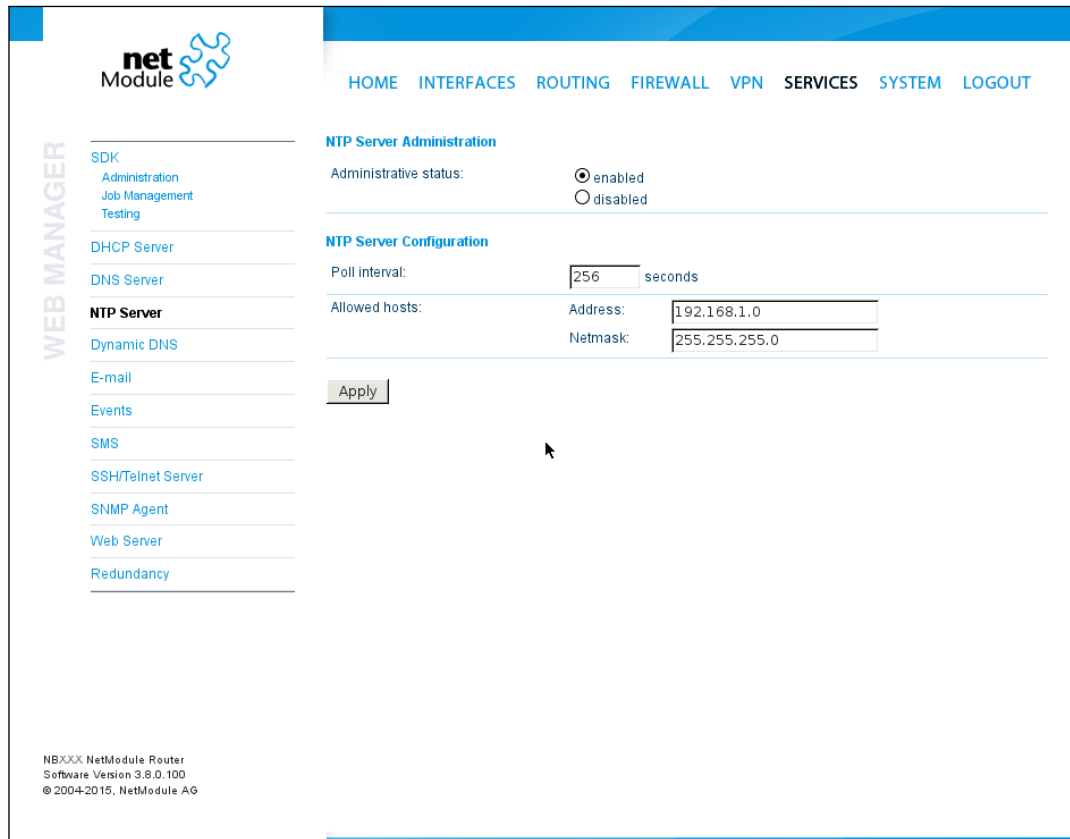 net
Module
HOME INTERFACES ROUTING FIREWALL VPN SERVICES SYSTEM LOGOUT
WEB MANAGER
SDK
Administration
Job Management
Testing
DHCP Server
DNS Server
NTP Server
Dynamic DNS
E-mail
Events
SMS
SSH/Telnet Server
SNMP Agent
Web Server
Redundancy
NTP Server Administration
Administrative status:
enabled
disabled
NTP Server Configuration
Poll interval: 256 seconds
Allowed hosts: Address: 192.168.1.0
Netmask: 255.255.255.0
Apply
NBXXX NetModule Router
Software Version 3.8.0.100
© 2004-2015, NetModule AG